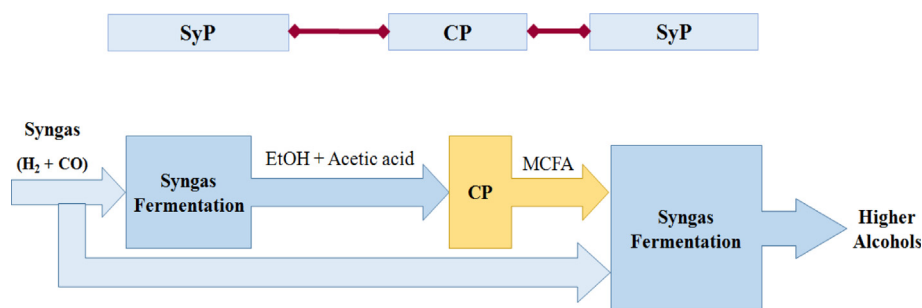 SyP
CP
SyP
Syngas
(H₂ + CO)
Syngas
Fermentation
EtOH + Acetic acid
CP
MCFA
Syngas
Fermentation
Higher
Alcohols